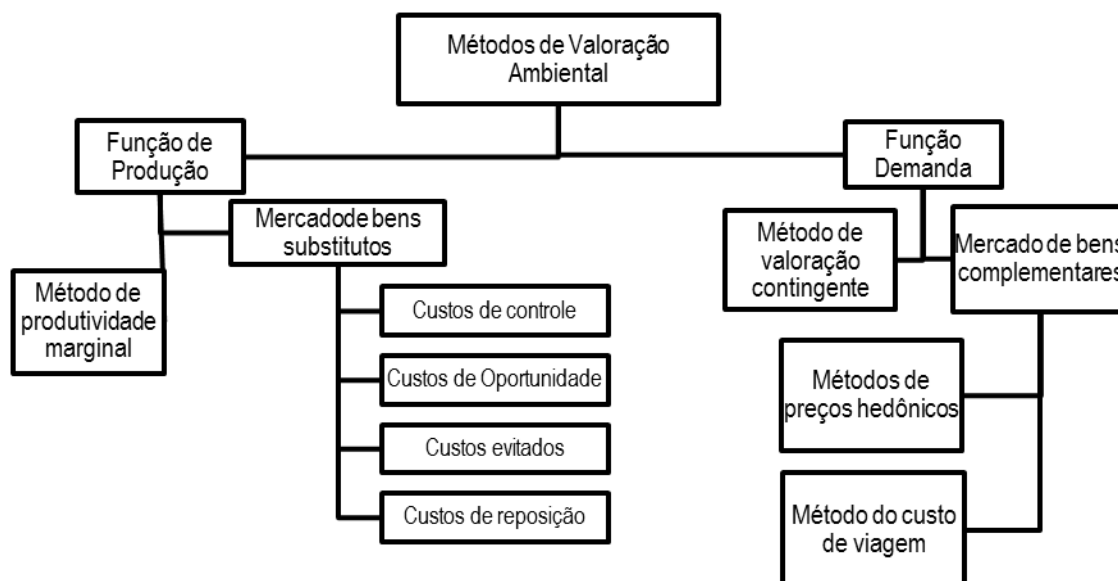 Métodos de Valoração
Ambiental
Função de
Produção
Função
Demanda
Mercadode bens
substitutos
Método de
valoração
contingente
Mercado de bens
complementares
Método de
produtividade
marginal
Custos de controle
Custos de Oportunidade
Custos evitados
Custos de reposição
Métodos de
preços hedônicos
Método do custo
de viagem